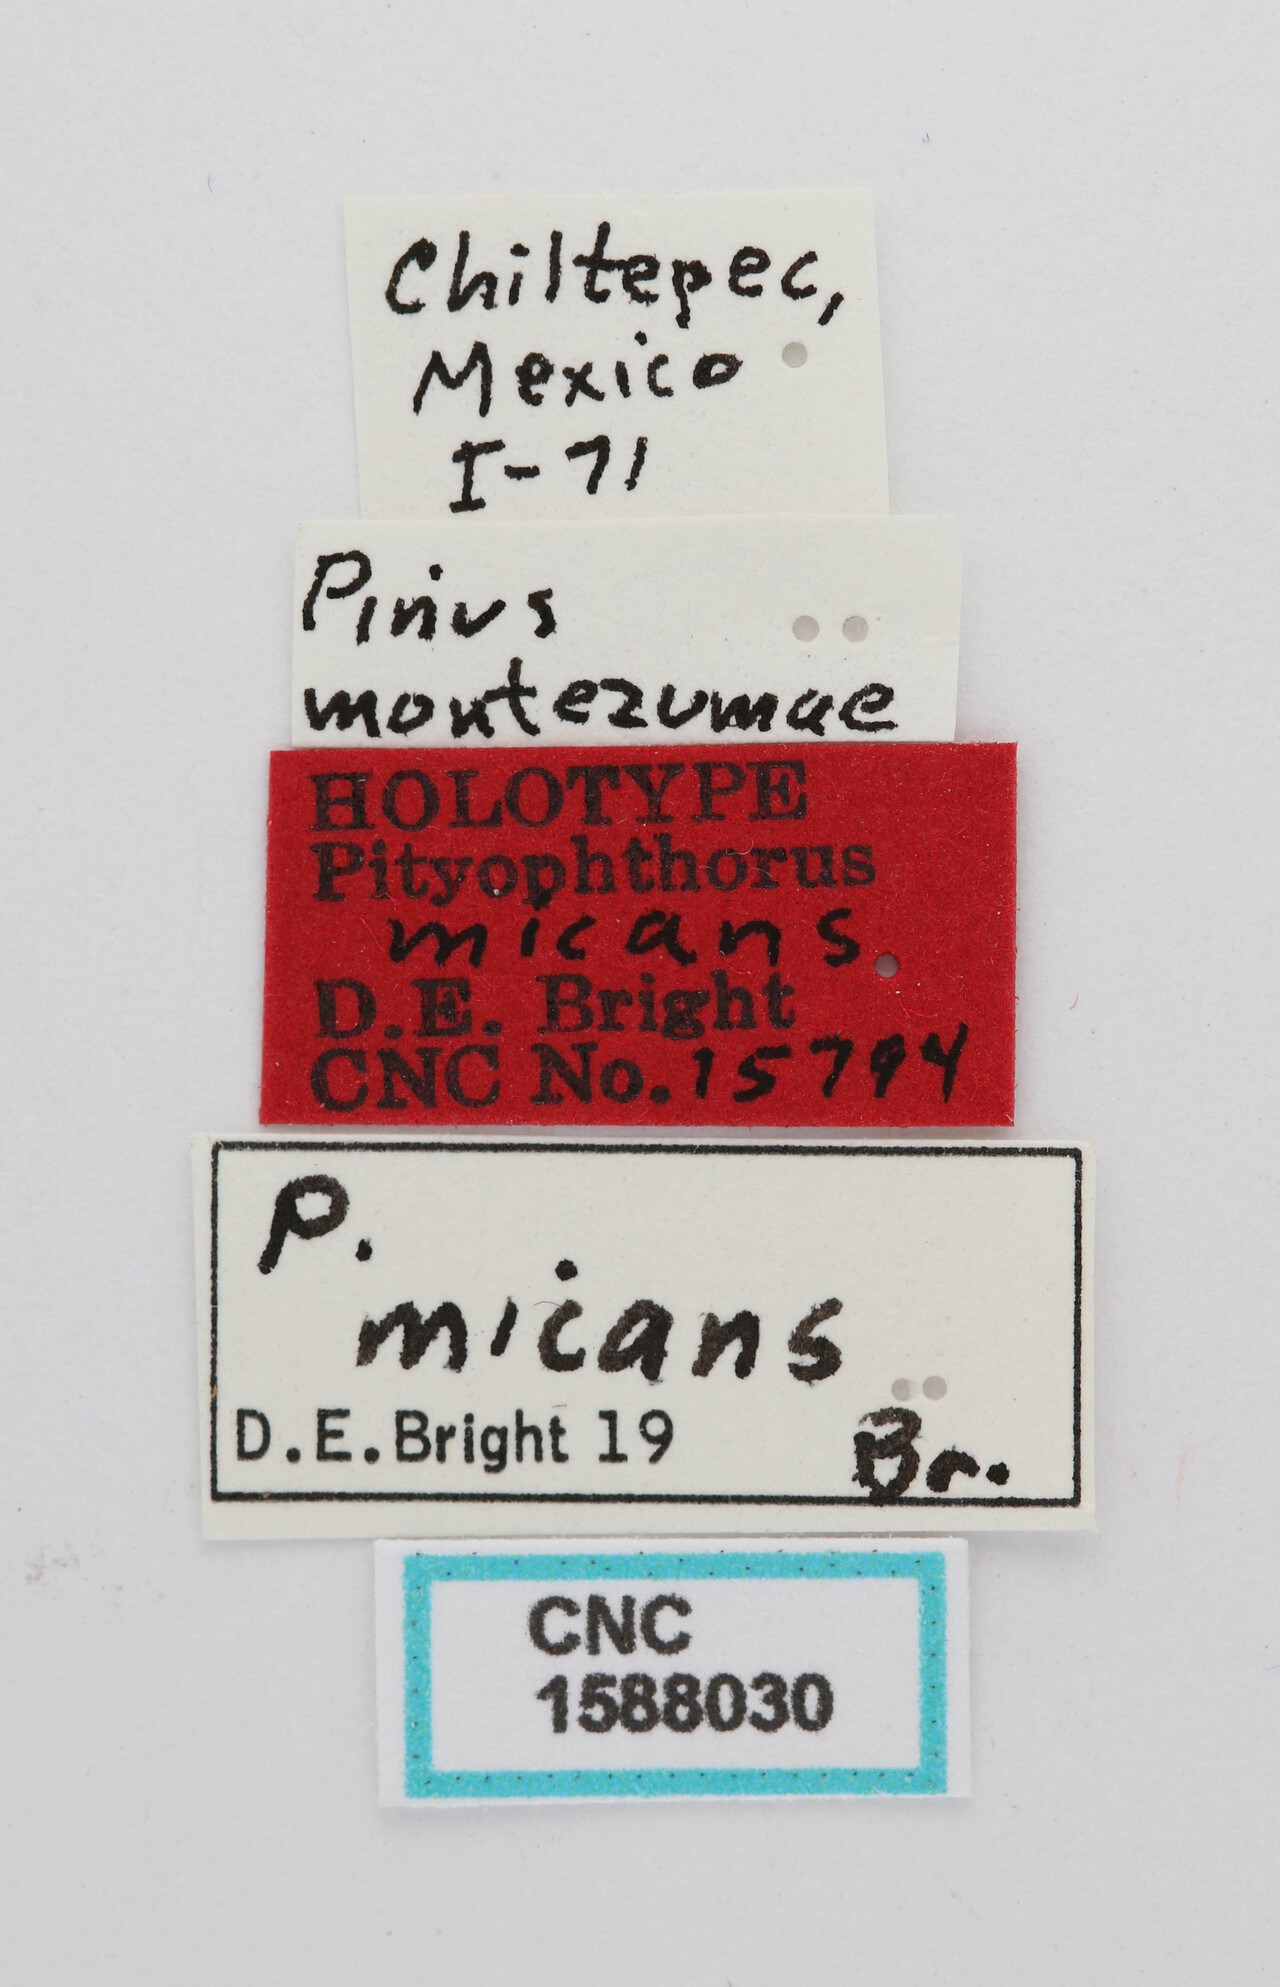 Chiltepec,
Mexico
I-71
Pinus
montezumae
HOLOTYPE
Pityophthorus
micans
D.E. Bright
CNC No. 15794
P.
micans
D.E.Bright 19
Br.
CNC
1588030